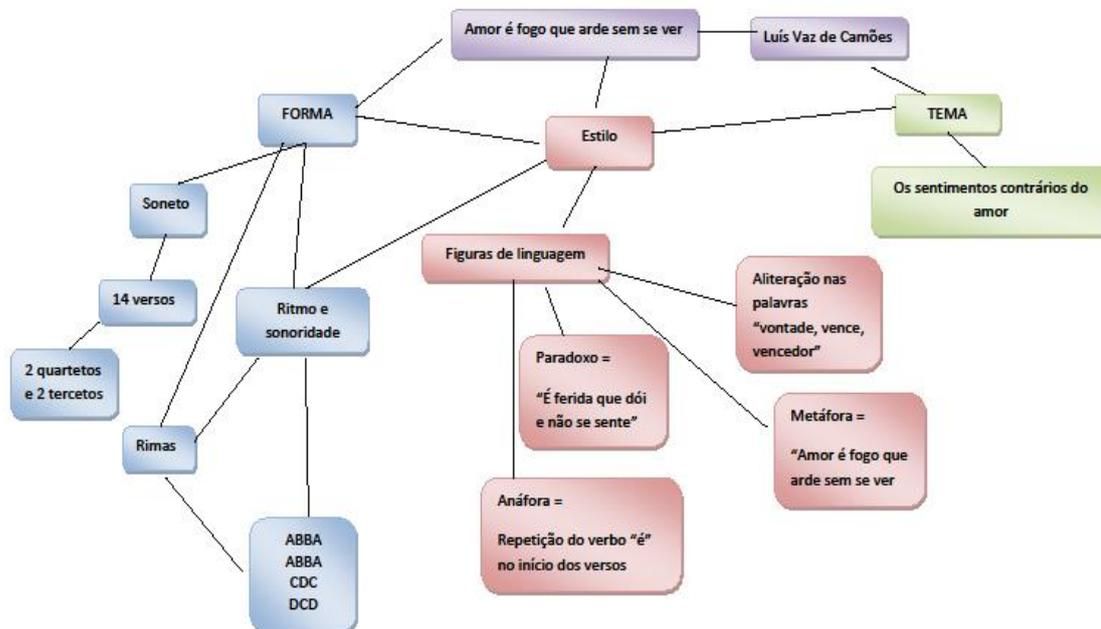 Amor é fogo que arde sem se ver
Luís Vaz de Camões
FORMA
Estilo
TEMA
Soneto
Os sentimentos contrários do
amor
Figuras de linguagem
14 versos
Ritmo e
sonoridade
Aliteração nas
palavras
“vontade, vence,
vencedor”
2 quartetos
e 2 tercetos
Paradoxo =
“É ferida que dói
e não se sente”
Rimas
Metáfora =
“Amor é fogo que
arde sem se ver
Anáfora =
Repetição do verbo “é”
no início dos versos
ABBA
ABBA
CDC
DCD